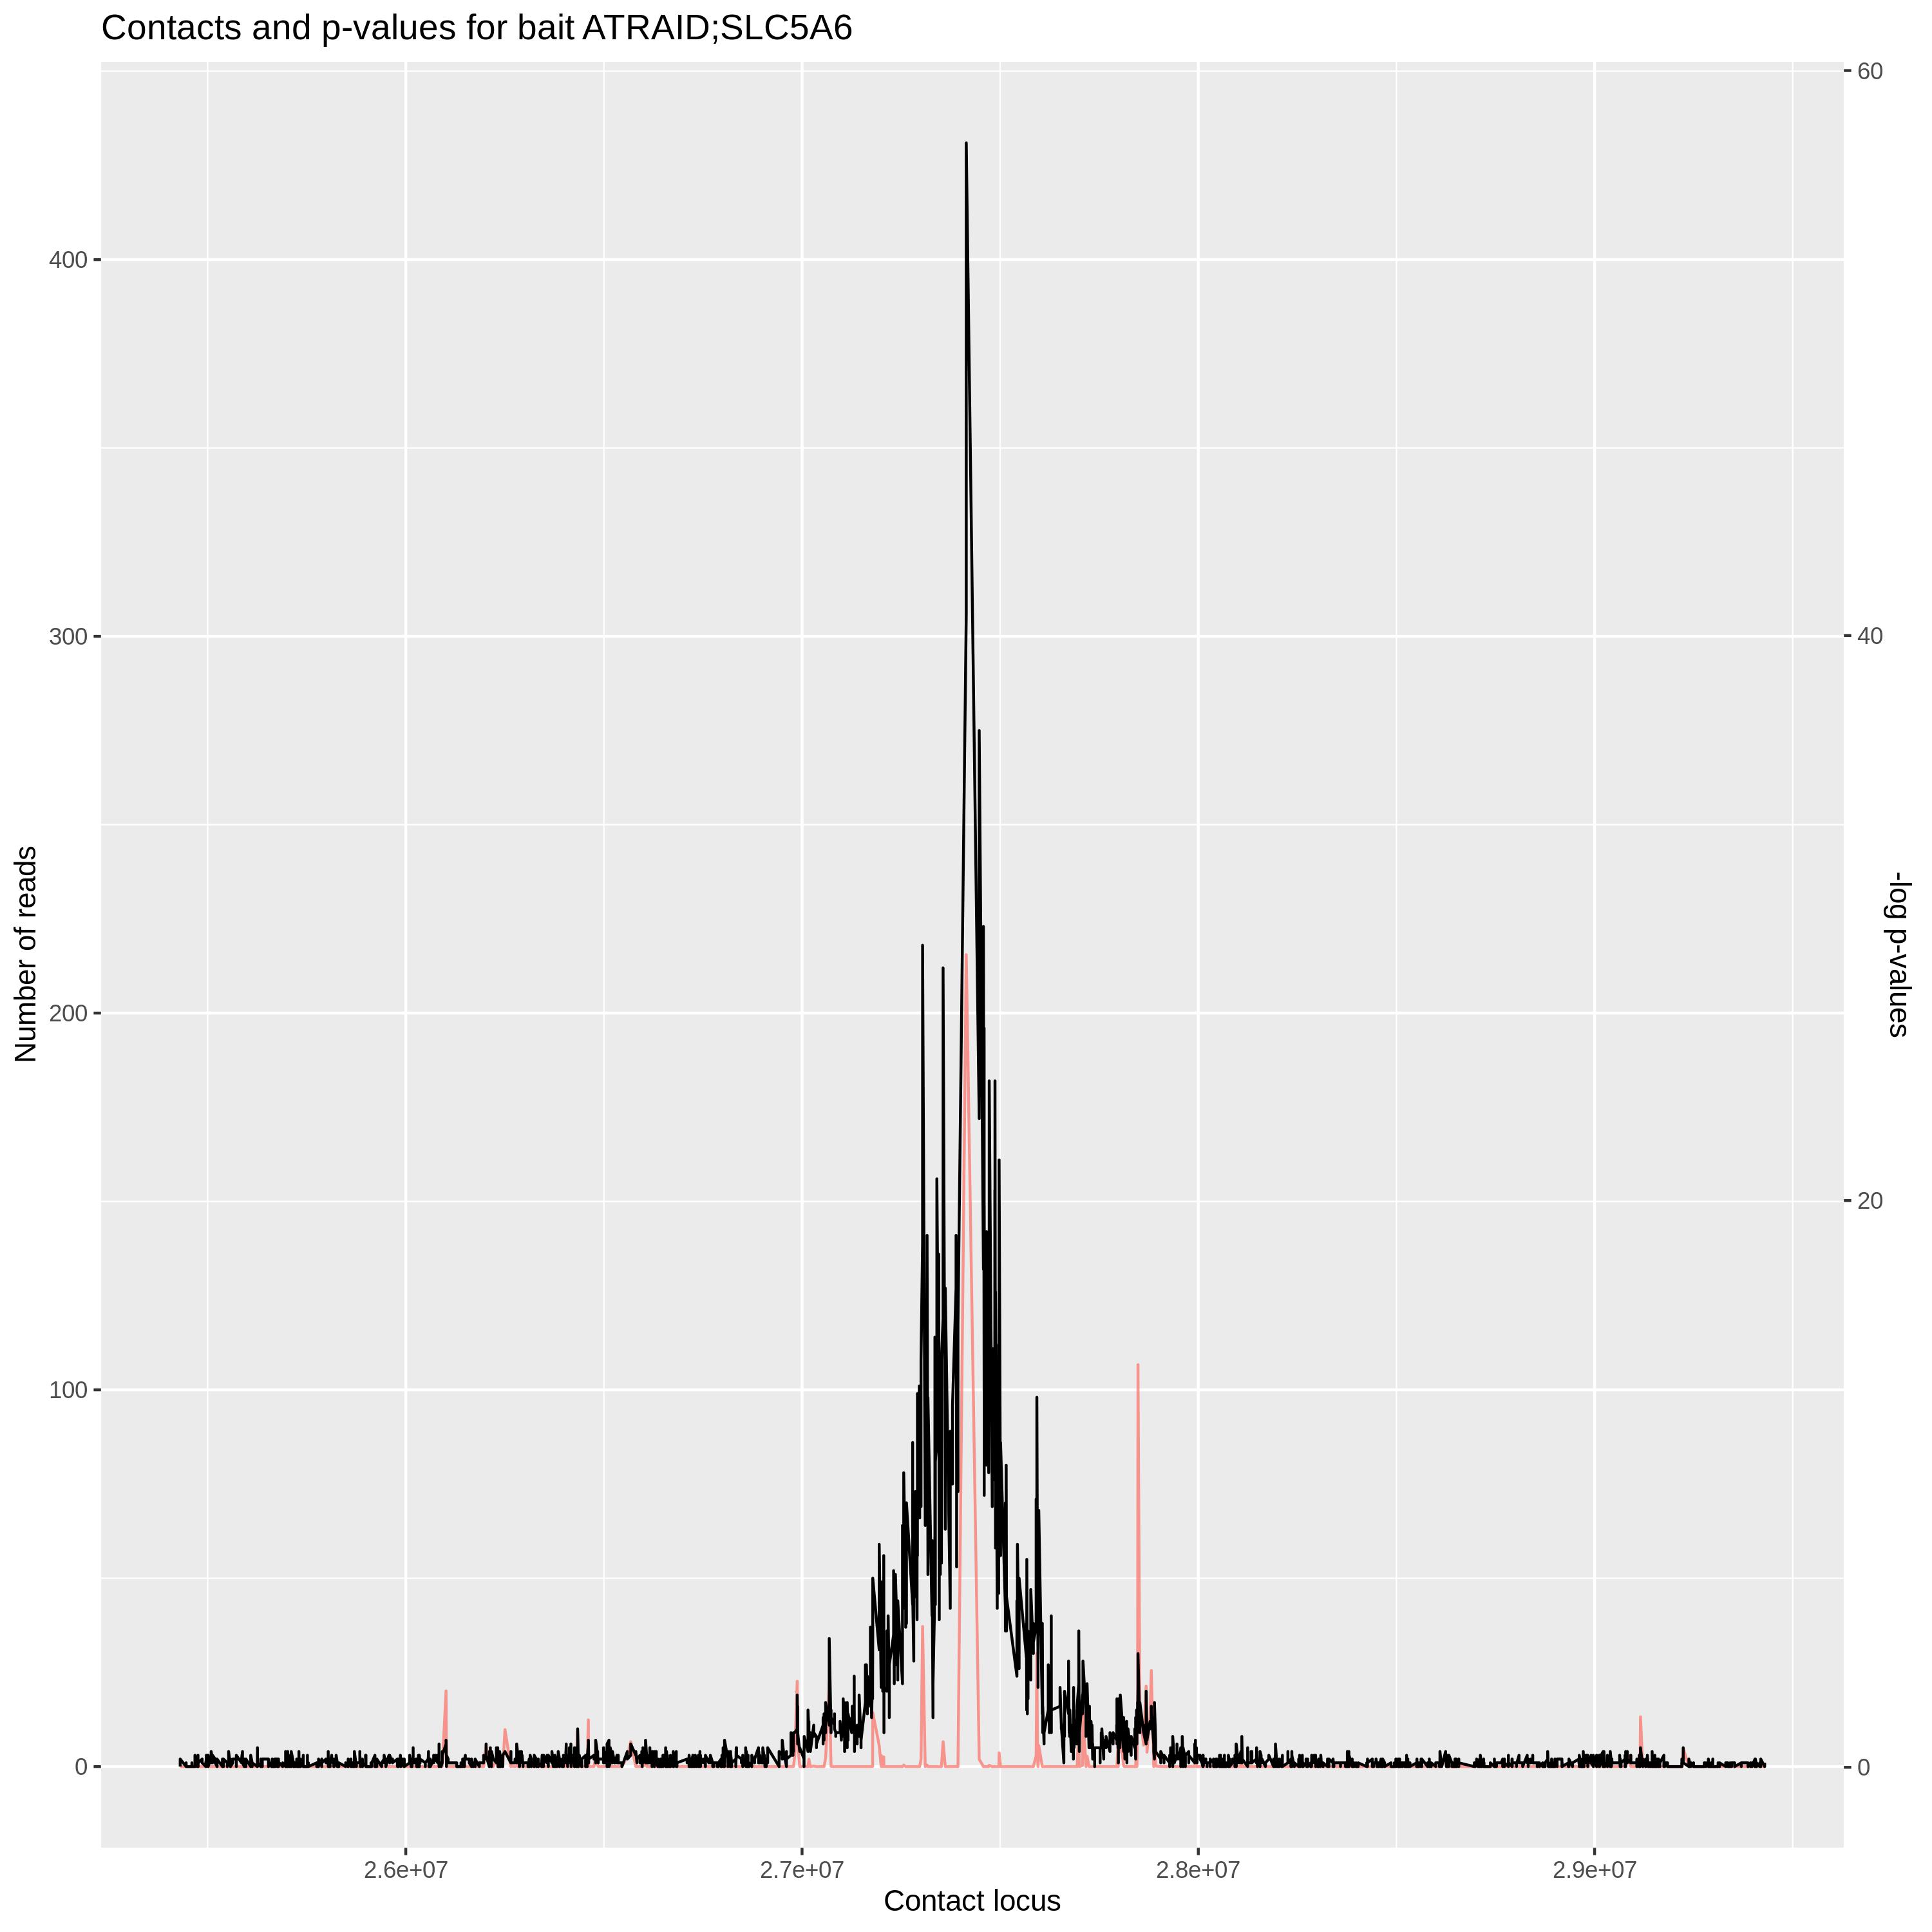 Contacts and p-values for bait ATRAID;SLC5A6
60
400
300
40
Number of reads
-log p-values
200
20
100
0
0
2.6e+07
2.7e+07
2.8e+07
2.9e+07
Contact locus